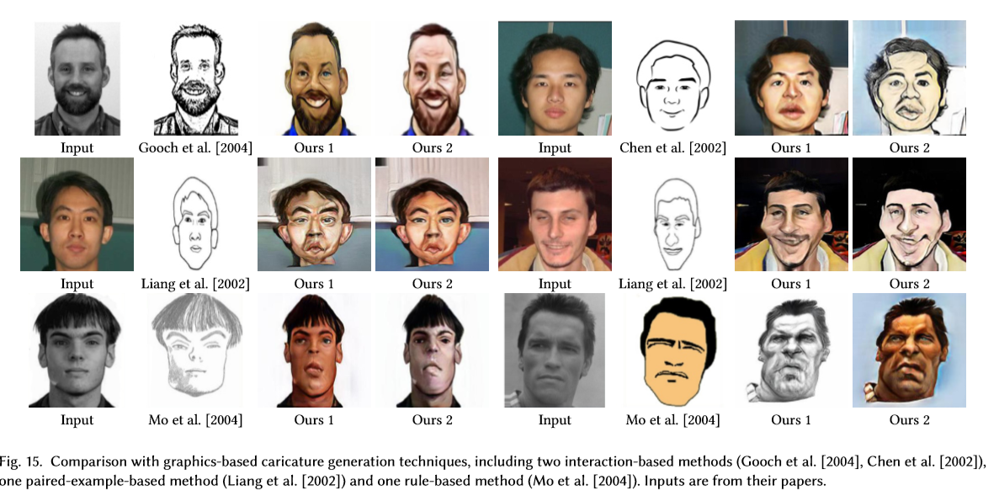 Input Gooch et al. [2004] Ours 1 Ours 2 Input Chen et al. [2002] Ours 1 Ours 2
Input Liang et al. [2002] Ours 1 Ours 2 Input Liang et al. [2002] Ours 1 Ours 2
Input Mo et al. [2004] Ours 1 Ours 2 Input Mo et al. [2004] Ours 1 Ours 2
Fig. 15. Comparison with graphics-based caricature generation techniques, including two interaction-based methods (Gooch et al. [2004], Chen et al. [2002]),
one paired-example-based method (Liang et al. [2002]) and one rule-based method (Mo et al. [2004]). Inputs are from their papers.